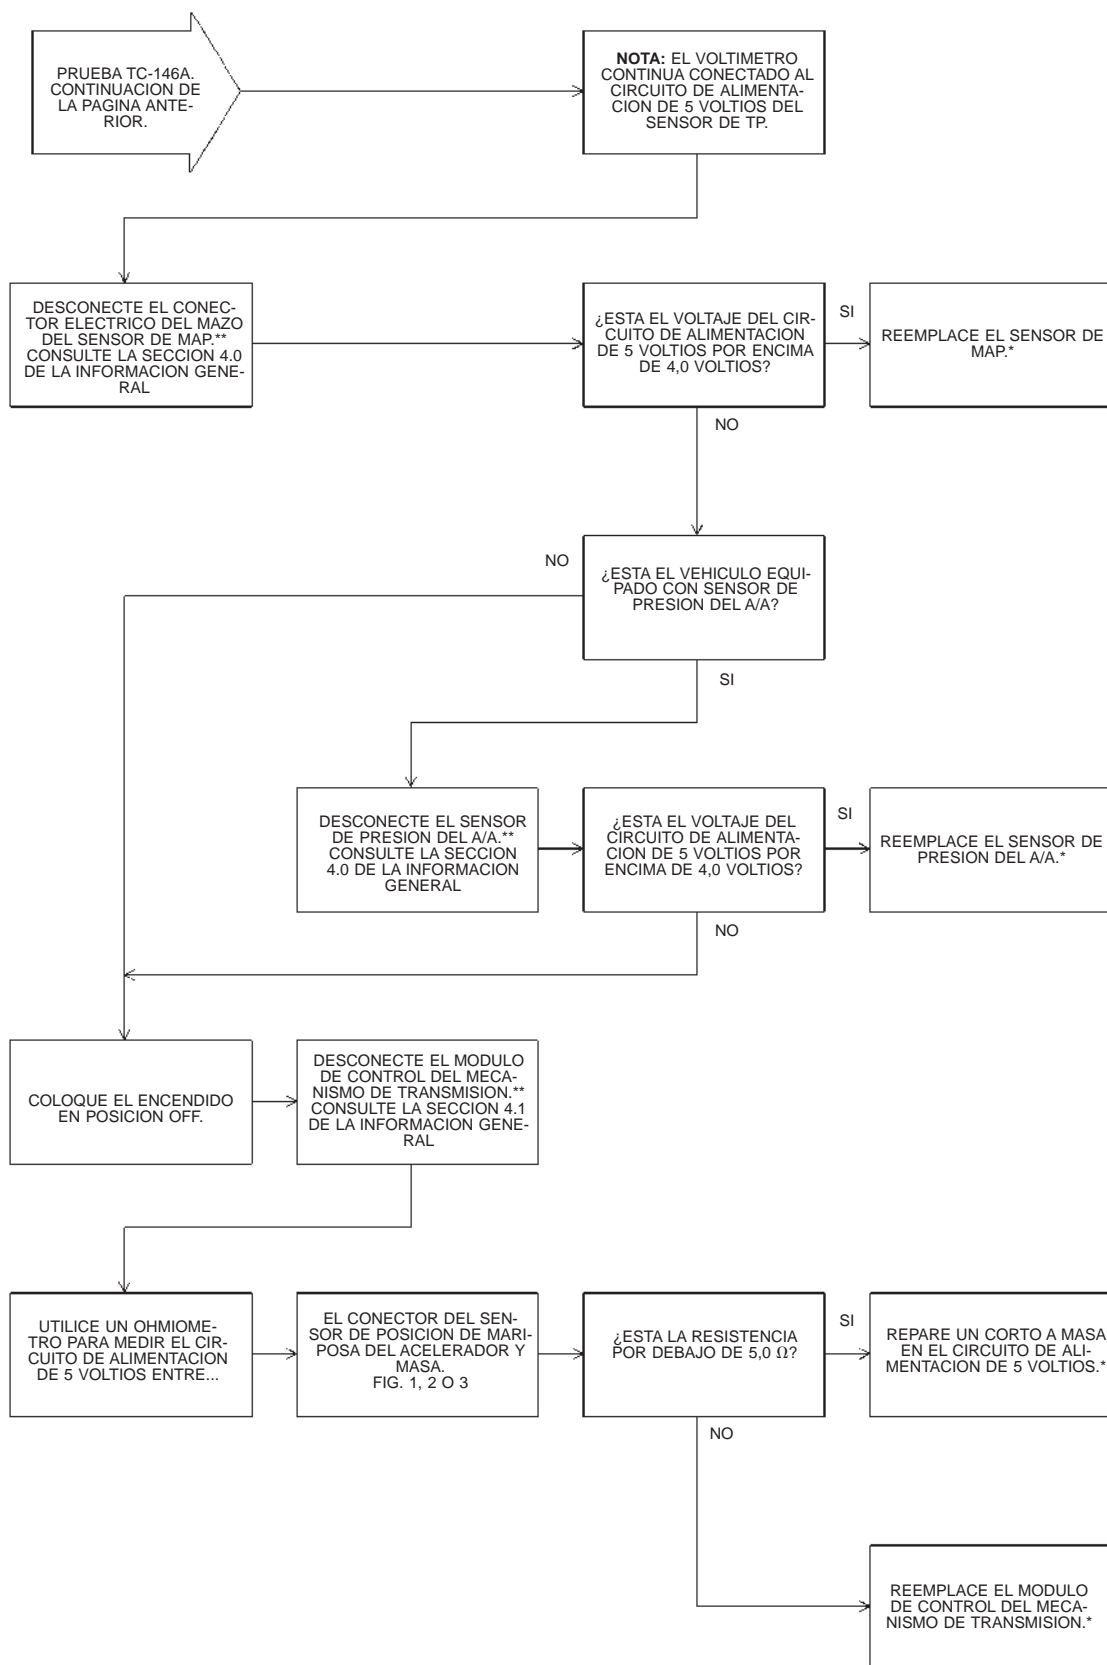 PRUEBA TC-146A.
CONTINUACION DE
LA PAGINA ANTE-
RIOR.
NOTA: EL VOLTIMETRO
CONTINUA CONECTADO AL
CIRCUITO DE ALIMENTA-
CION DE 5 VOLTIOS DEL
SENSOR DE TP.
DESCONECTE EL CONEC-
TOR ELECTRICO DEL MAZO
DEL SENSOR DE MAP.**
CONSULTE LA SECCION 4.0
DE LA INFORMACION GENE-
RAL
¿ESTA EL VOLTAJE DEL CIR-
CUITO DE ALIMENTACION
DE 5 VOLTIOS POR ENCIMA
DE 4,0 VOLTIOS?
SI
REEMPLACE EL SENSOR DE
MAP.*
NO
NO
¿ESTA EL VEHICULO EQUI-
PADO CON SENSOR DE
PRESION DEL A/A?
SI
DESCONECTE EL SENSOR
DE PRESION DEL A/A.**
CONSULTE LA SECCION
4.0 DE LA INFORMACION
GENERAL
¿ESTA EL VOLTAJE DEL
CIRCUITO DE ALIMENTA-
CION DE 5 VOLTIOS POR
ENCIMA DE 4,0 VOLTIOS?
SI
REEMPLACE EL SENSOR DE
PRESION DEL A/A.*
NO
COLOQUE EL ENCENDIDO
EN POSICION OFF.
DESCONECTE EL MODULO
DE CONTROL DEL MECA-
NISMO DE TRANSMISION.**
CONSULTE LA SECCION 4.1
DE LA INFORMACION GENE-
RAL
UTILICE UN OHMIOME-
TRO PARA MEDIR EL CIR-
CUITO DE ALIMENTACION
DE 5 VOLTIOS ENTRE...
EL CONECTOR DEL SEN-
SOR DE POSICION DE MARI-
POSA DEL ACELERADOR Y
MASA.
FIG. 1, 2 O 3
¿ESTA LA RESISTENCIA
POR DEBAJO DE 5,0 Ω?
SI
REPARE UN CORTO A MASA
EN EL CIRCUITO DE ALI-
MENTACION DE 5 VOLTIOS.*
NO
REEMPLACE EL MODULO
DE CONTROL DEL MECA-
NISMO DE TRANSMISION.*